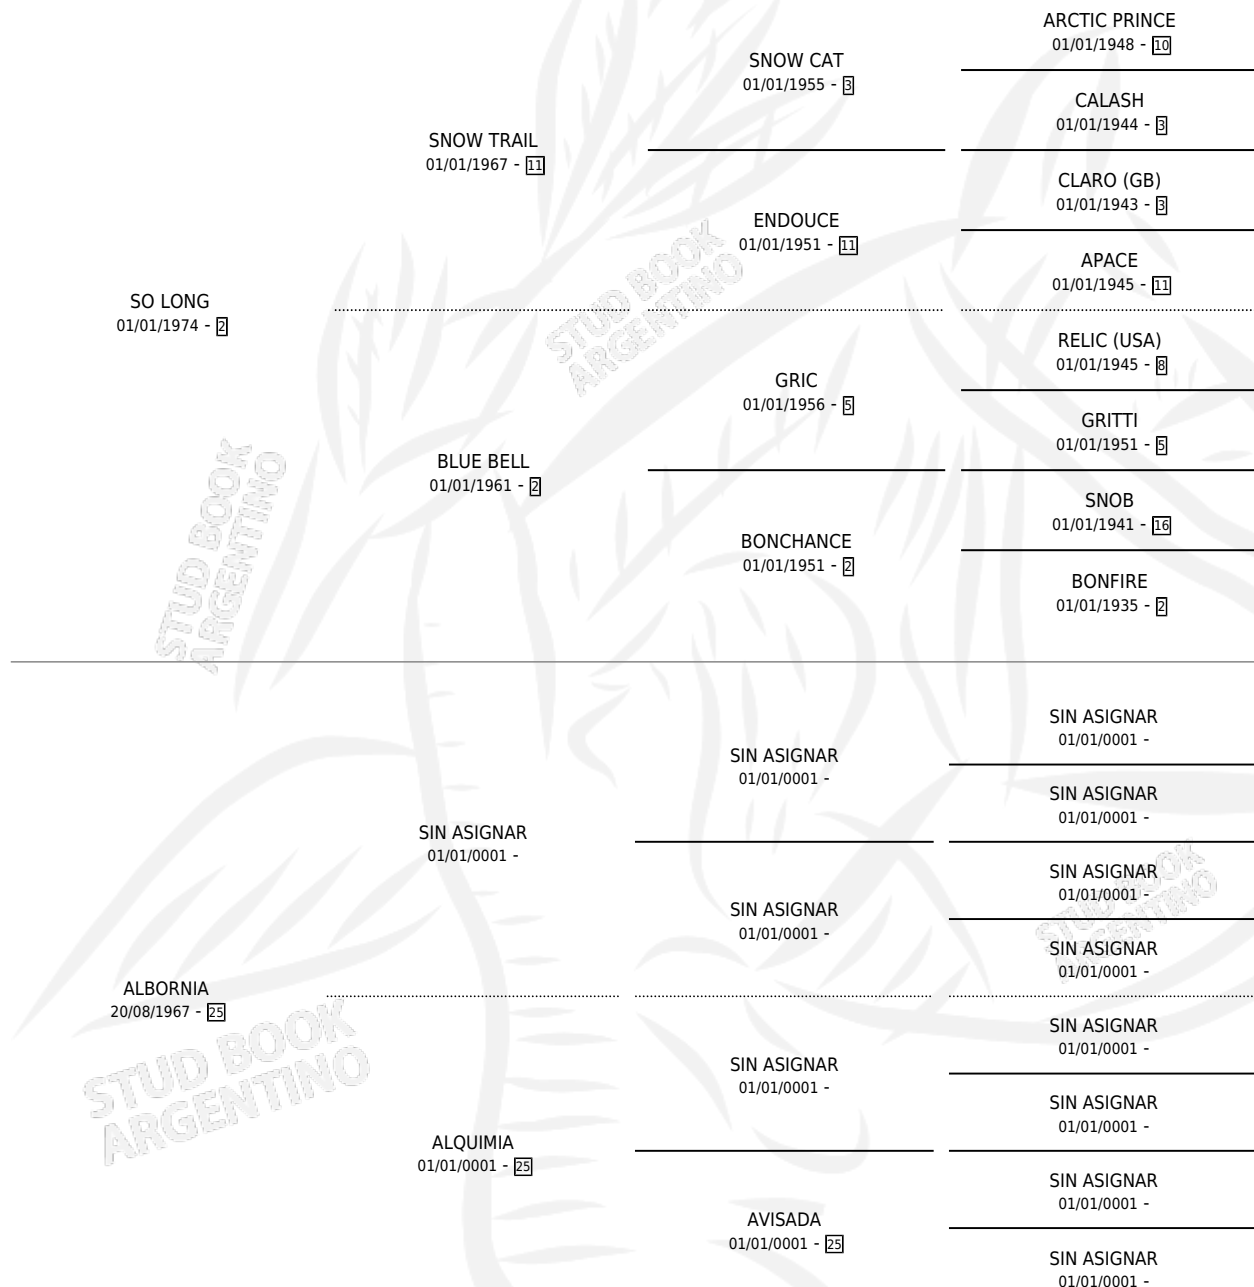 SO LONG
01/01/1974 - 2
SNOW TRAIL
01/01/1967 - 11
BLUE BELL
01/01/1961 - 2
SNOW CAT
01/01/1955 - 3
ENDOUCE
01/01/1951 - 11
GRIC
01/01/1956 - 5
BONCHANCE
01/01/1951 - 2
ARCTIC PRINCE
01/01/1948 - 10
CALASH
01/01/1944 - 3
CLARO (GB)
01/01/1943 - 3
APACE
01/01/1945 - 11
RELIC (USA)
01/01/1945 - 8
GRITTI
01/01/1951 - 5
SNOB
01/01/1941 - 16
BONFIRE
01/01/1935 - 2
ALBORNIA
20/08/1967 - 25
SIN ASIGNAR
01/01/0001 -
ALQUIMIA
01/01/0001 - 25
SIN ASIGNAR
01/01/0001 -
SIN ASIGNAR
01/01/0001 -
SIN ASIGNAR
01/01/0001 -
AVISADA
01/01/0001 - 25
SIN ASIGNAR
01/01/0001 -
SIN ASIGNAR
01/01/0001 -
SIN ASIGNAR
01/01/0001 -
SIN ASIGNAR
01/01/0001 -
SIN ASIGNAR
01/01/0001 -
SIN ASIGNAR
01/01/0001 -
SIN ASIGNAR
01/01/0001 -
SIN ASIGNAR
01/01/0001 -
STUD BOOK
ARGENTINO
STUD BOOK
ARGENTINO
STUD BOOK
ARGENTINO
STUD BOOK
ARGENTINO